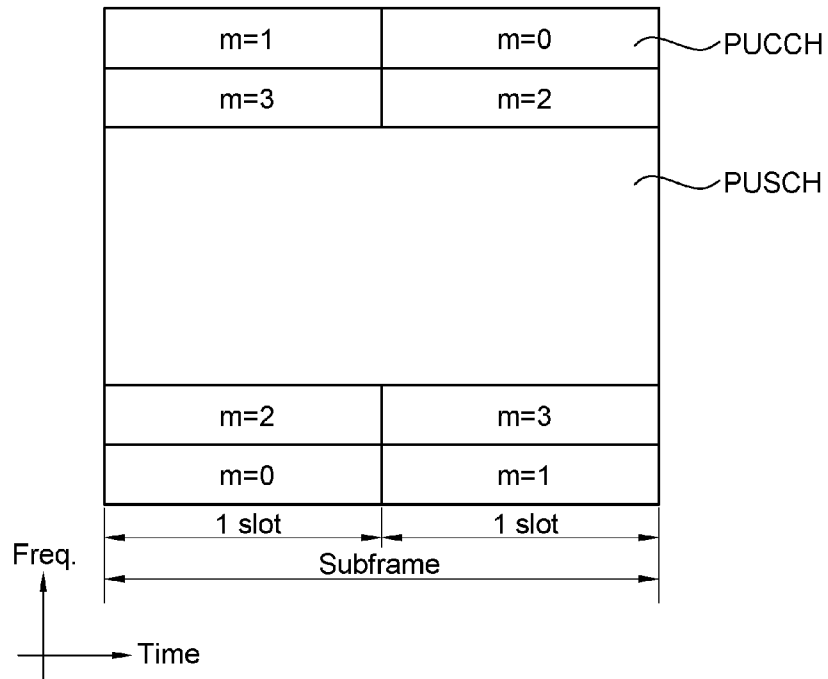 m=1 m=0 PUCCH
m=3 m=2
PUSCH
m=2 m=3
m=0 m=1
1 slot 1 slot
Freq. Subframe
Time